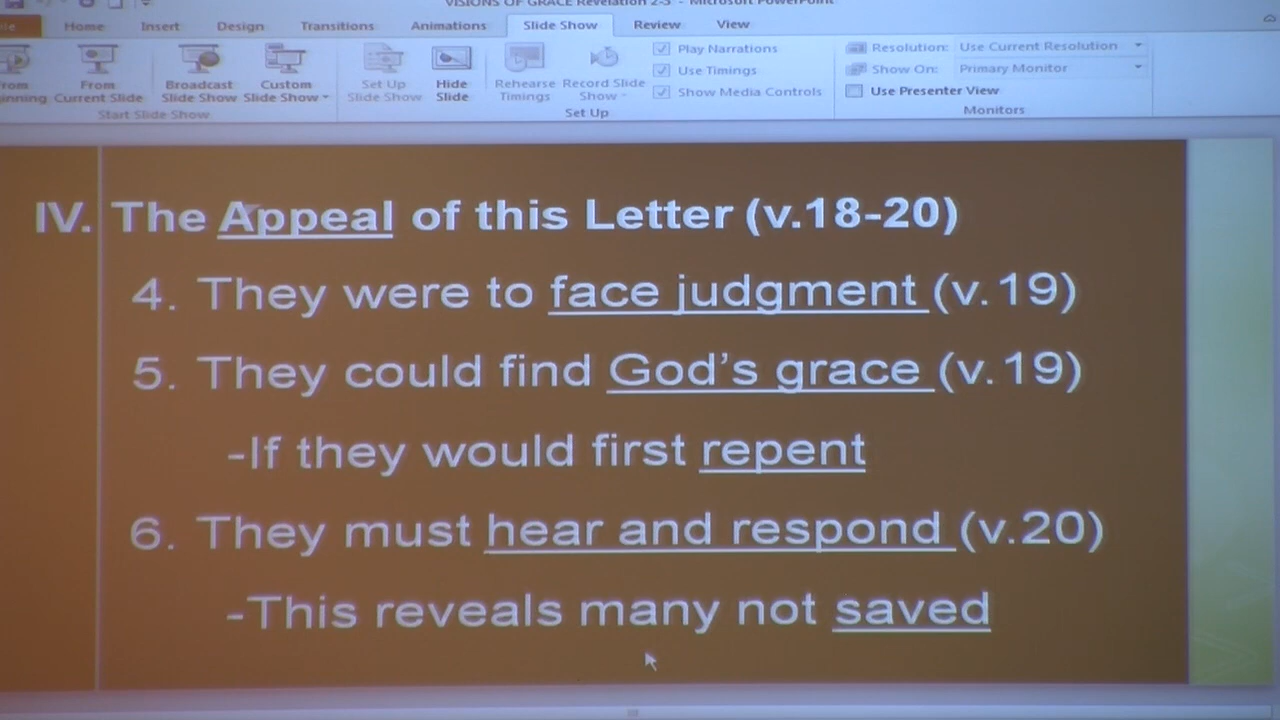 VISIONS OF GRACE Revelation 2-3 - Microsoft PowerPoint
Home Insert Design Transitions Animations Slide Show Review View
From Current Slide
Broadcast Slide Show
Custom Slide Show
Set Up Slide Show
Hide Slide
Rehearse Timings
Record Slide Show
Play Narrations
Use Timings
Show Media Controls
Resolution: Use Current Resolution
Show On: Primary Monitor
Use Presenter View
Start Slide Show
Set Up
Monitors
IV. The Appeal of this Letter (v.18-20)
4. They were to face judgment (v.19)
5. They could find God's grace (v.19)
-If they would first repent
6. They must hear and respond (v.20)
-This reveals many not saved